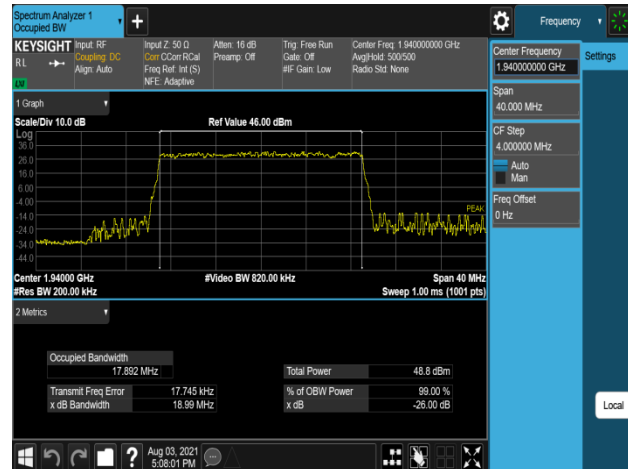 Spectrum Analyzer 1
Occupied BW
Frequency
KEYSIGHT
Input: RF
Coupling: DC
Align: Auto
RL
LNI
Input Z: 50 Ω
Corr CCorr RCal
Freq Ref: Int (S)
NFE: Adaptive
Atten: 16 dB
Preamp: Off
Trig: Free Run
Gate: Off
#IF Gain: Low
Center Freq: 1.940000000 GHz
Avg|Hold: 500/500
Radio Std: None
1 Graph
Scale/Div 10.0 dB
Ref Value 46.00 dBm
Log
36.0
26.0
16.0
6.00
-4.00
-14.0
-24.0
-34.0
-44.0
PEAK
Center 1.94000 GHz
#Video BW 820.00 kHz
Span 40 MHz
#Res BW 200.00 kHz
Sweep 1.00 ms (1001 pts)
2 Metrics
Occupied Bandwidth
17.892 MHz
Total Power
48.8 dBm
Transmit Freq Error
17.745 kHz
% of OBW Power
99.00 %
x dB Bandwidth
18.99 MHz
x dB
-26.00 dB
Center Frequency
1.940000000 GHz
Settings
Span
40.000 MHz
CF Step
4.000000 MHz
Auto
Man
Freq Offset
0 Hz
Local
?
Aug 03, 2021
5:08:01 PM